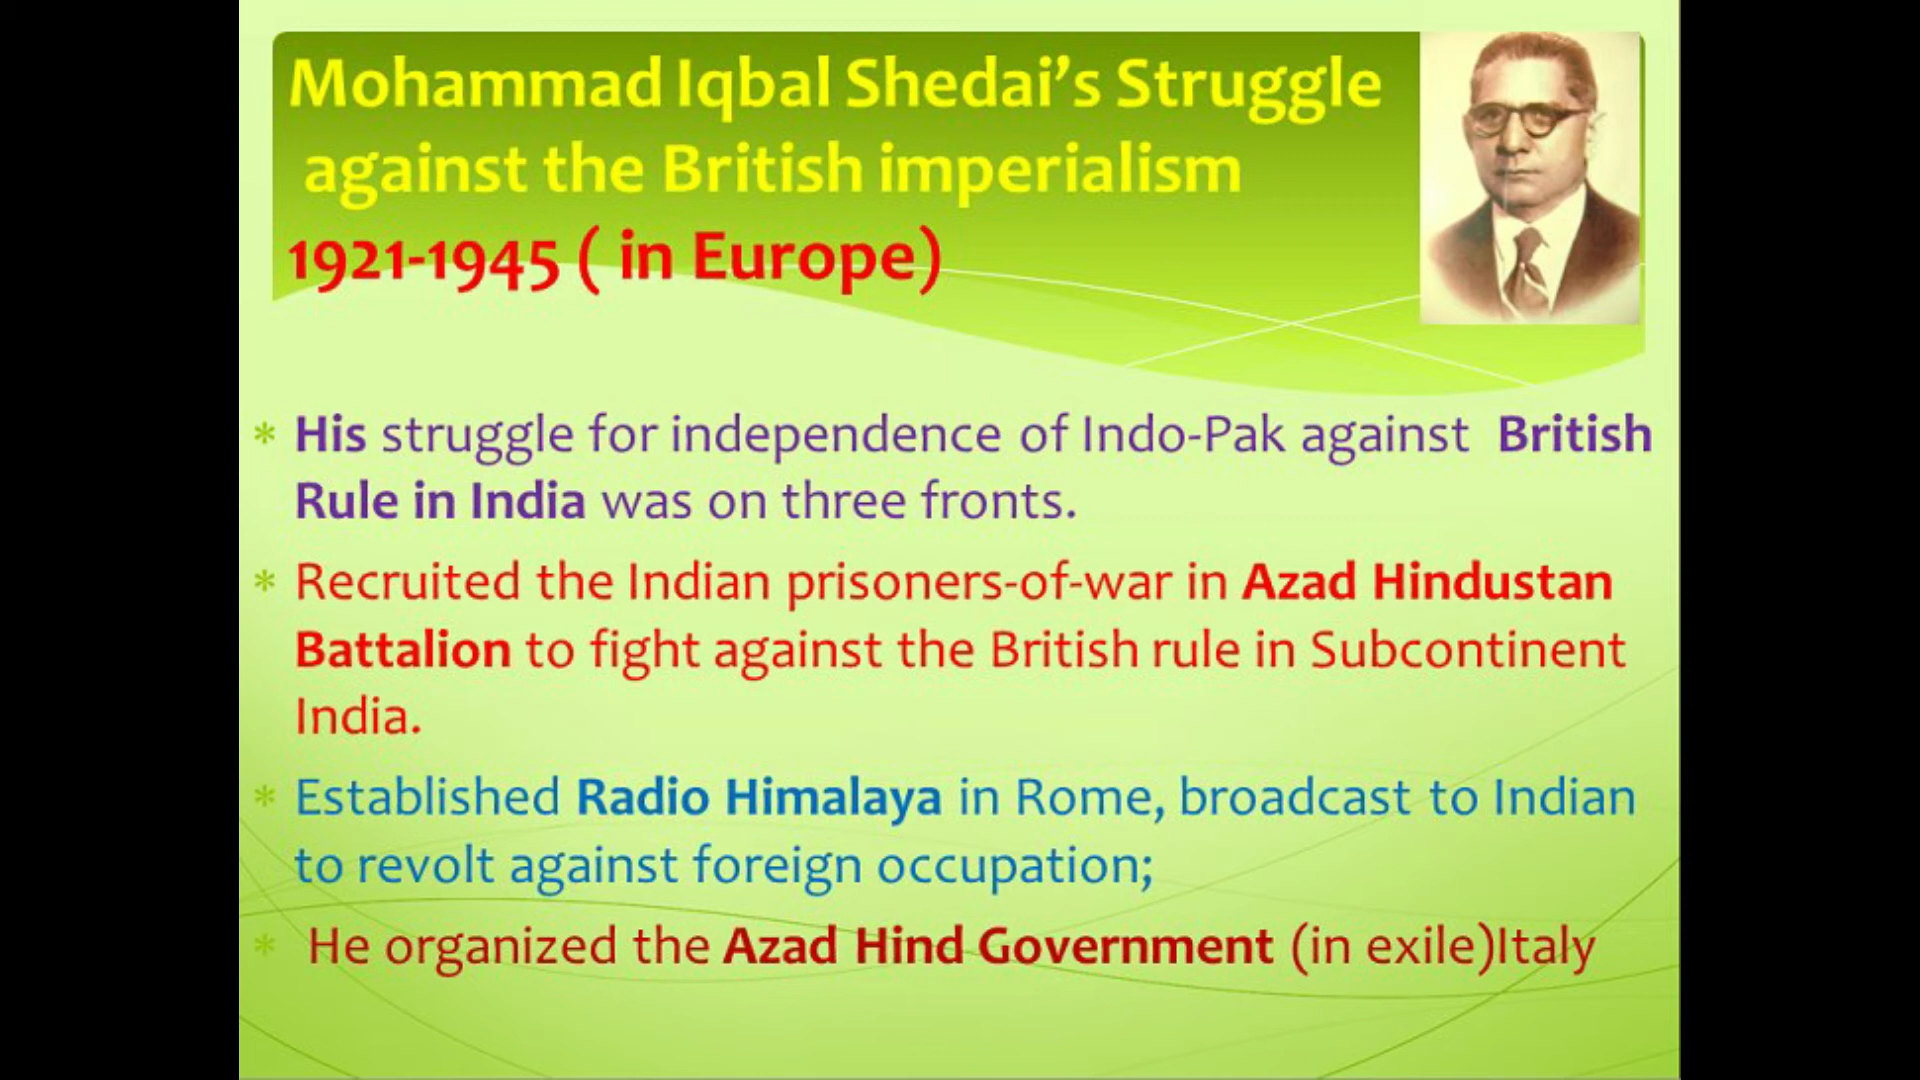 Mohammad Iqbal Shedai's Struggle
against the British imperialism
1921-1945 ( in Europe)
* His struggle for independence of Indo-Pak against British
Rule in India was on three fronts.
* Recruited the Indian prisoners-of-war in Azad Hindustan
Battalion to fight against the British rule in Subcontinent
India.
* Established Radio Himalaya in Rome, broadcast to Indian
to revolt against foreign occupation;
* He organized the Azad Hind Government (in exile)Italy